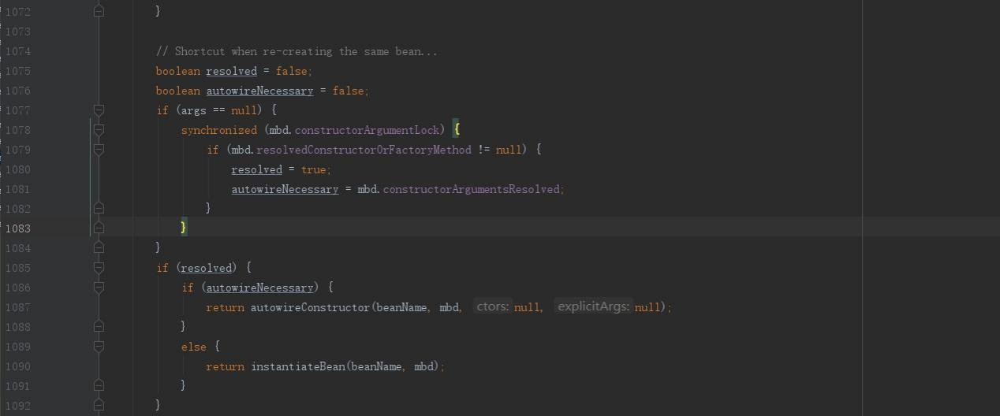 1072 }
1073
1074 // Shortcut when re-creating the same bean...
1075 boolean resolved = false;
1076 boolean autowireNecessary = false;
1077 if (args == null) {
1078 synchronized (mbd.constructorArgumentLock) {
1079 if (mbd.resolvedConstructorOrFactoryMethod != null) {
1080 resolved = true;
1081 autowireNecessary = mbd.constructorArgumentsResolved;
1082 }
1083 }
1084 }
1085 if (resolved) {
1086 if (autowireNecessary) {
1087 return autowireConstructor(beanName, mbd, ctors: null, explicitArgs: null);
1088 }
1089 else {
1090 return instantiateBean(beanName, mbd);
1091 }
1092 }